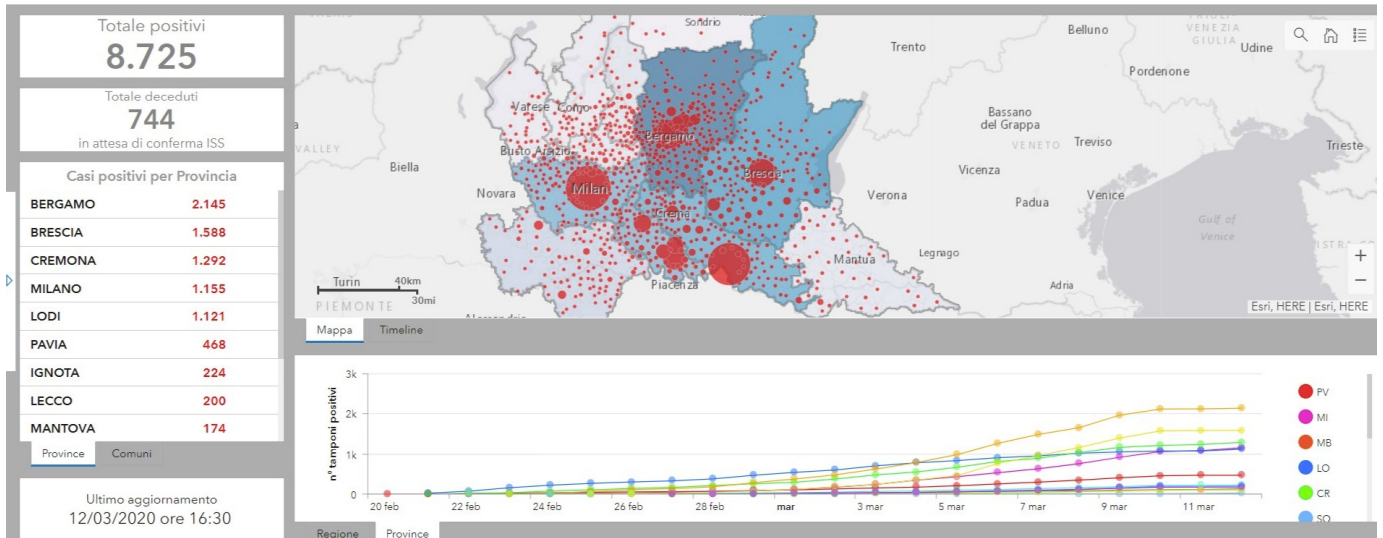 Totale positivi
8.725
Totale deceduti
744
in attesa di conferma ISS
Casi positivi per Provincia
BERGAMO 2.145
BRESCIA 1.588
CREMONA 1.292
MILANO 1.155
LODI 1.121
PAVIA 468
IGNOTA 224
LECCO 200
MANTOVA 174
Province Comuni
Ultimo aggiornamento
12/03/2020 ore 16:30
Sondrio
Trento
Belluno
VENEZIA
GIULIA
Udine
Pordenone
Varese Como
Bassano
del Grappa
VALLEY
Bergamo
Busto Arsizio
VENETO
Treviso
Trieste
Biella
Brescia
Vicenza
Milan
Novara
Verona
Padua
Venice
Crema
Gulf of
Venice
Mantua
Legnago
Turin
40km
30mi
Piacenza
Adria
PIEMONTE
+
−
Esri, HERE | Esri, HERE
Mappa Timeline
n° tamponi positivi
3k
2k
1k
0
20 feb 22 feb 24 feb 26 feb 28 feb mar 3 mar 5 mar 7 mar 9 mar 11 mar
PV
MI
MB
LO
CR
SO
Regione Province